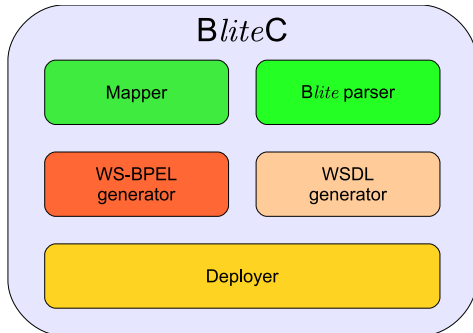 BliteC
Mapper
Blite parser
WS-BPEL
generator
WSDL
generator
Deployer